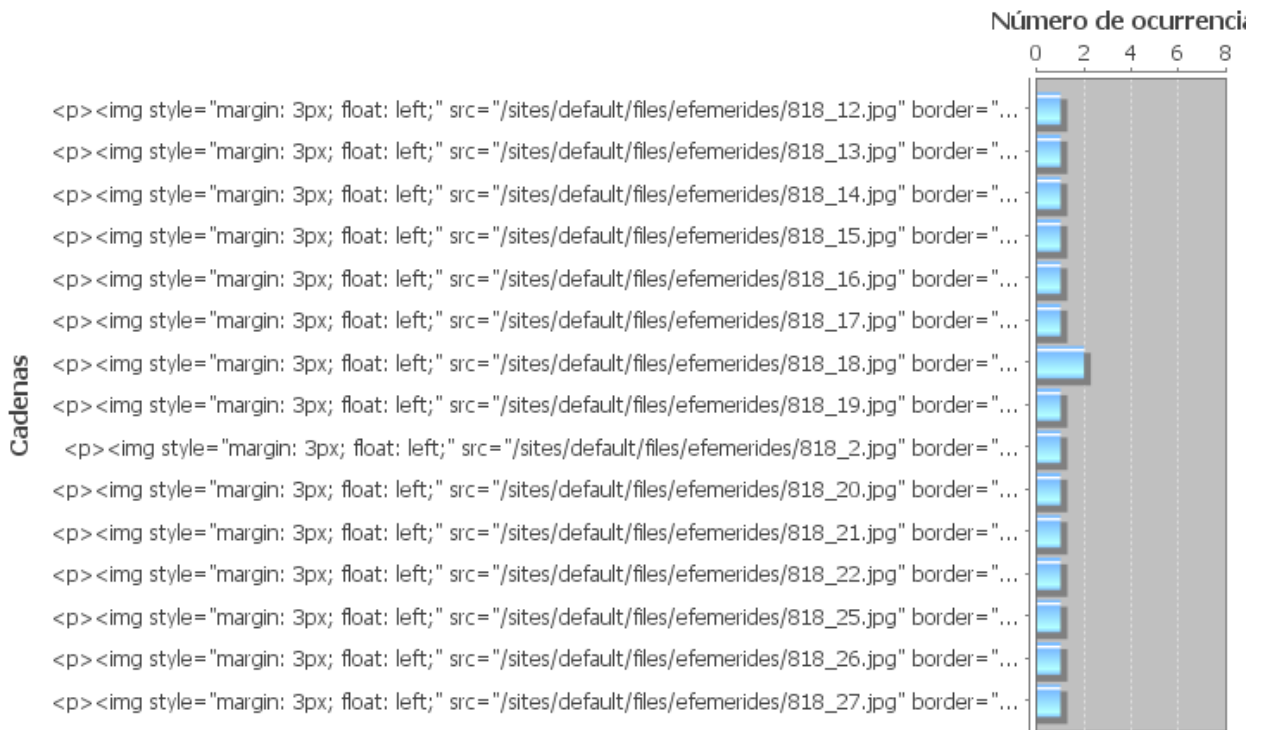 Número de ocurrencia
0 2 4 6 8
<p><img style="margin: 3px; float: left;" src="/sites/default/files/efemerides/818_12.jpg" border="...
<p><img style="margin: 3px; float: left;" src="/sites/default/files/efemerides/818_13.jpg" border="...
<p><img style="margin: 3px; float: left;" src="/sites/default/files/efemerides/818_14.jpg" border="...
<p><img style="margin: 3px; float: left;" src="/sites/default/files/efemerides/818_15.jpg" border="...
<p><img style="margin: 3px; float: left;" src="/sites/default/files/efemerides/818_16.jpg" border="...
<p><img style="margin: 3px; float: left;" src="/sites/default/files/efemerides/818_17.jpg" border="...
<p><img style="margin: 3px; float: left;" src="/sites/default/files/efemerides/818_18.jpg" border="...
<p><img style="margin: 3px; float: left;" src="/sites/default/files/efemerides/818_19.jpg" border="...
<p><img style="margin: 3px; float: left;" src="/sites/default/files/efemerides/818_2.jpg" border="...
<p><img style="margin: 3px; float: left;" src="/sites/default/files/efemerides/818_20.jpg" border="...
<p><img style="margin: 3px; float: left;" src="/sites/default/files/efemerides/818_21.jpg" border="...
<p><img style="margin: 3px; float: left;" src="/sites/default/files/efemerides/818_22.jpg" border="...
<p><img style="margin: 3px; float: left;" src="/sites/default/files/efemerides/818_25.jpg" border="...
<p><img style="margin: 3px; float: left;" src="/sites/default/files/efemerides/818_26.jpg" border="...
<p><img style="margin: 3px; float: left;" src="/sites/default/files/efemerides/818_27.jpg" border="...
Cadenas